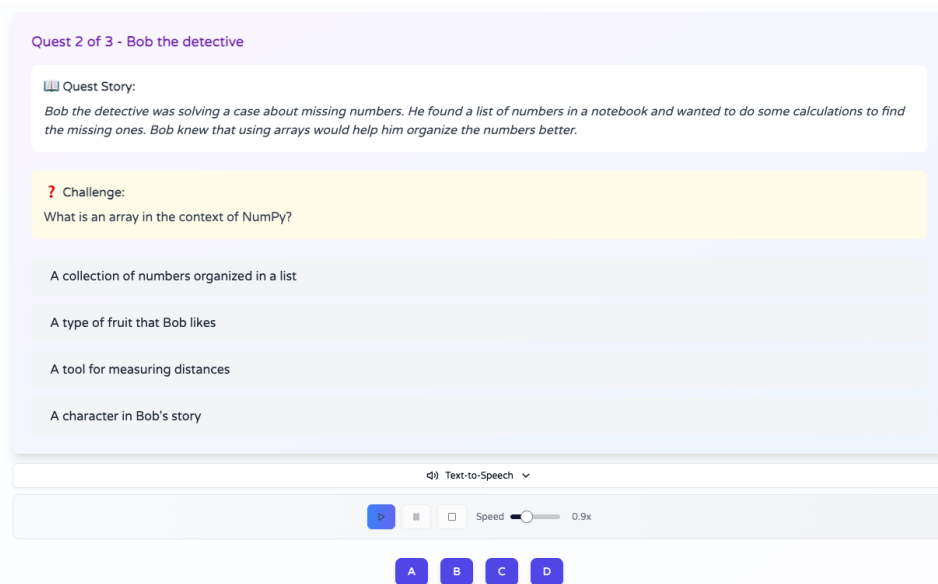 Quest 2 of 3 - Bob the detective
📖 Quest Story:
Bob the detective was solving a case about missing numbers. He found a list of numbers in a notebook and wanted to do some calculations to find
the missing ones. Bob knew that using arrays would help him organize the numbers better.
❓ Challenge:
What is an array in the context of NumPy?
A collection of numbers organized in a list
A type of fruit that Bob likes
A tool for measuring distances
A character in Bob's story
Text-to-Speech
Speed 0.9x
A B C D